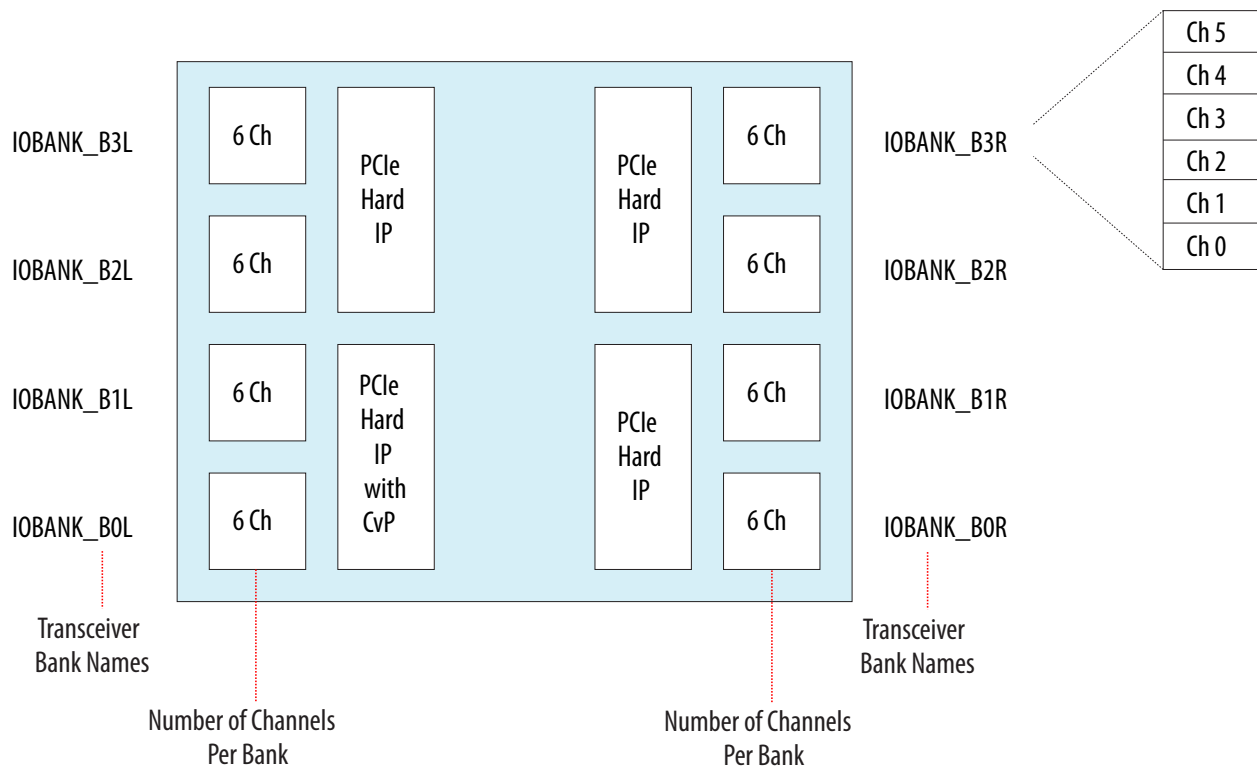 Ch 5
Ch 4
Ch 3
Ch 2
Ch 1
Ch 0
IOBANK_B3L
6 Ch
PCIe
Hard
IP
PCIe
Hard
IP
6 Ch
IOBANK_B3R
IOBANK_B2L
6 Ch
6 Ch
IOBANK_B2R
IOBANK_B1L
6 Ch
PCIe
Hard
IP
with
CvP
PCIe
Hard
IP
6 Ch
IOBANK_B1R
IOBANK_B0L
6 Ch
6 Ch
IOBANK_B0R
Transceiver
Bank Names
Number of Channels
Per Bank
Number of Channels
Per Bank
Transceiver
Bank Names